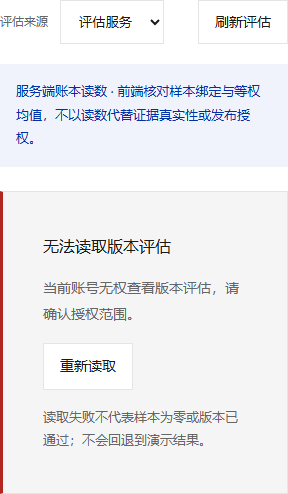 评估来源 评估服务 刷新评估
服务端账本读数 · 前端核对样本绑定与等权
均值，不以读数代替证据真实性或发布授
权。
无法读取版本评估
当前账号无权查看版本评估，请
确认授权范围。
重新读取
读取失败不代表样本为零或版本已
通过；不会回退到演示结果。